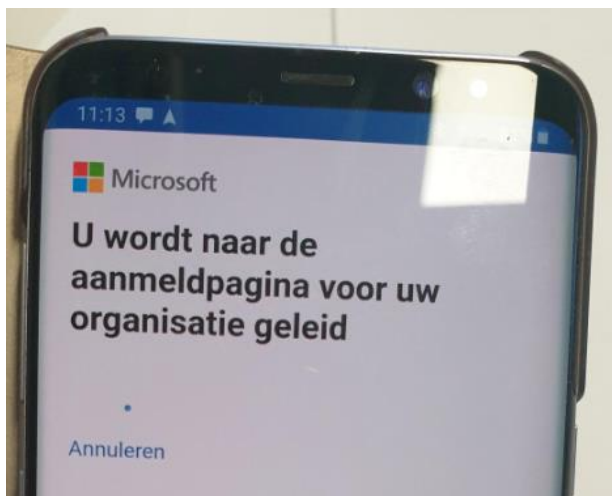 11:13
Microsoft
U wordt naar de
aanmeldpagina voor uw
organisatie geleid
Annuleren